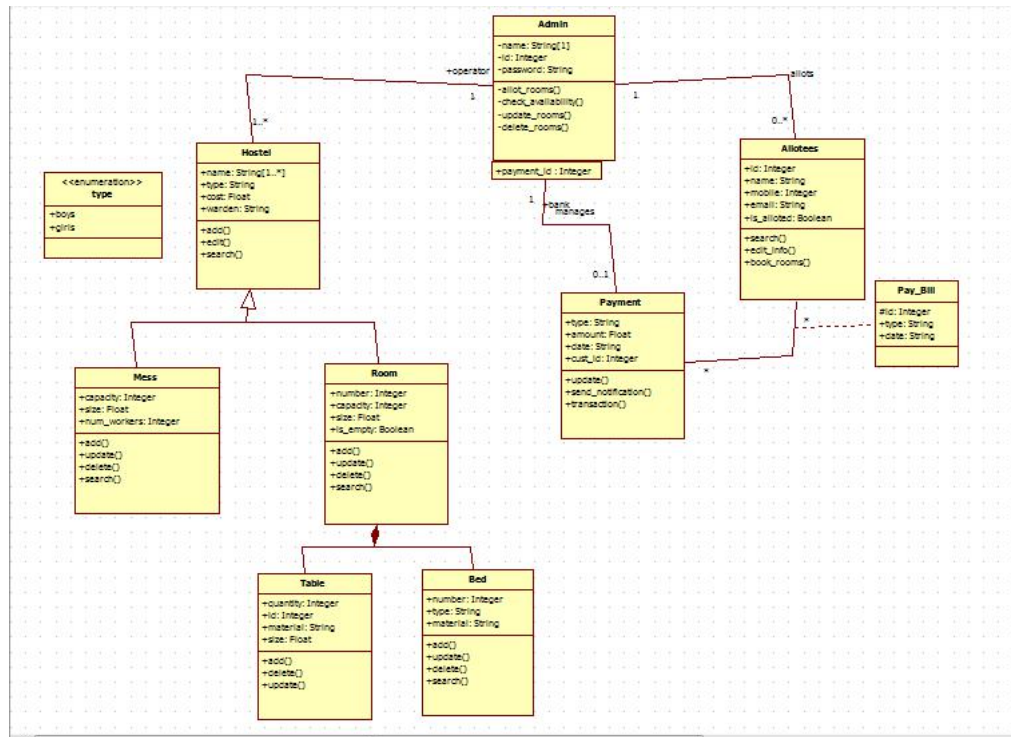 Admin
-name: String[1]
-id: Integer
-password: String
-allot_rooms()
-check_availability()
-update_rooms()
-delete_rooms()
+payment_id : Integer
+operator
1
1..*
1
allots
0..*
1
+bank
manages
0..1
Hostel
+name: String[1..*]
+type: String
+cost: Float
+warden: String
+add()
+edit()
+search()
<<enumeration>>
type
+boys
+girls
Allotees
+id: Integer
+name: String
+mobile: Integer
+email: String
+is_alloted: Boolean
+search()
+edit_info()
+book_rooms()
Pay_Bill
#id: Integer
+type: String
+date: String
*
*
Payment
+type: String
+amount: Float
+date: String
+cust_id: Integer
+update()
+send_notification()
+transaction()
Mess
+capacity: Integer
+size: Float
+num_workers: Integer
+add()
+update()
+delete()
+search()
Room
+number: Integer
+capacity: Integer
+size: Float
+is_empty: Boolean
+add()
+update()
+delete()
+search()
Table
+quantity: Integer
+id: Integer
+material: String
+size: Float
+add()
+delete()
+update()
Bed
+number: Integer
+type: String
+material: String
+add()
+update()
+delete()
+search()